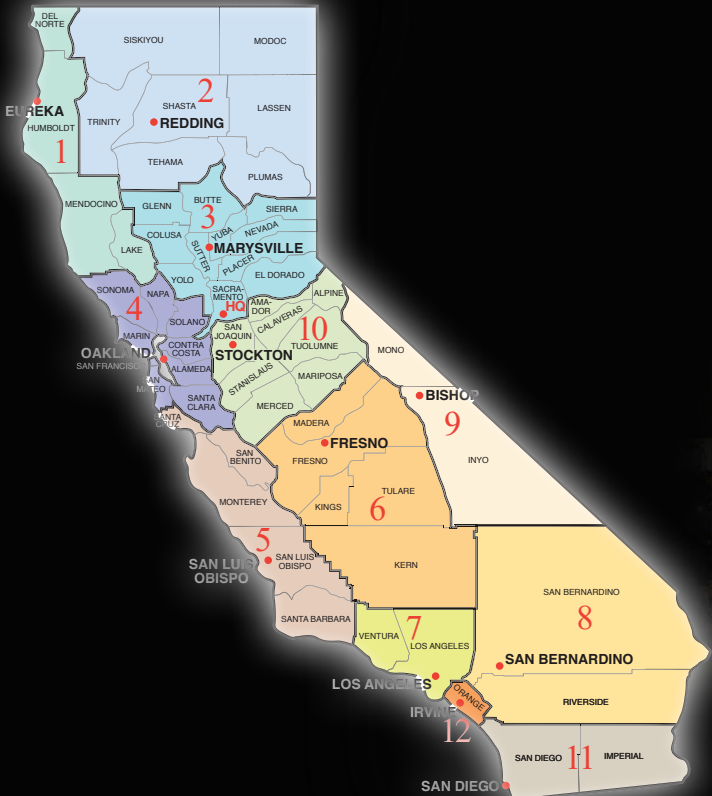 DEL
NORTE
SISKIYOU
MODOC
2
SHASTA
LASSEN
EUREKA
TRINITY
REDDING
HUMBOLDT
1
TEHAMA
PLUMAS
MENDOCINO
GLENN
BUTTE
SIERRA
3
COLUSA
YUBA
NEVADA
LAKE
SUTTER
MARYSVILLE
PLACER
YOLO
EL DORADO
SONOMA
NAPA
SACRA-
MENTO
ALPINE
4
HQ
AMA-
DOR
SOLANO
CALAVERAS
10
MARIN
SAN
JOAQUIN
TUOLUMNE
OAKLAND
CONTRA
COSTA
STOCKTON
MONO
SAN FRANCISCO
ALAMEDA
STANISLAUS
MARIPOSA
SAN
MATEO
SANTA
CLARA
MERCED
BISHOP
SANTA
CRUZ
MADERA
9
FRESNO
SAN
BENITO
FRESNO
INYO
TULARE
MONTEREY
KINGS
6
5
SAN LUIS
OBISPO
SAN LUIS
OBISPO
KERN
SAN BERNARDINO
8
SANTA BARBARA
7
VENTURA
LOS ANGELES
SAN BERNARDINO
LOS ANGELES
ORANGE
RIVERSIDE
IRVINE
12
SAN DIEGO
11
IMPERIAL
SAN DIEGO